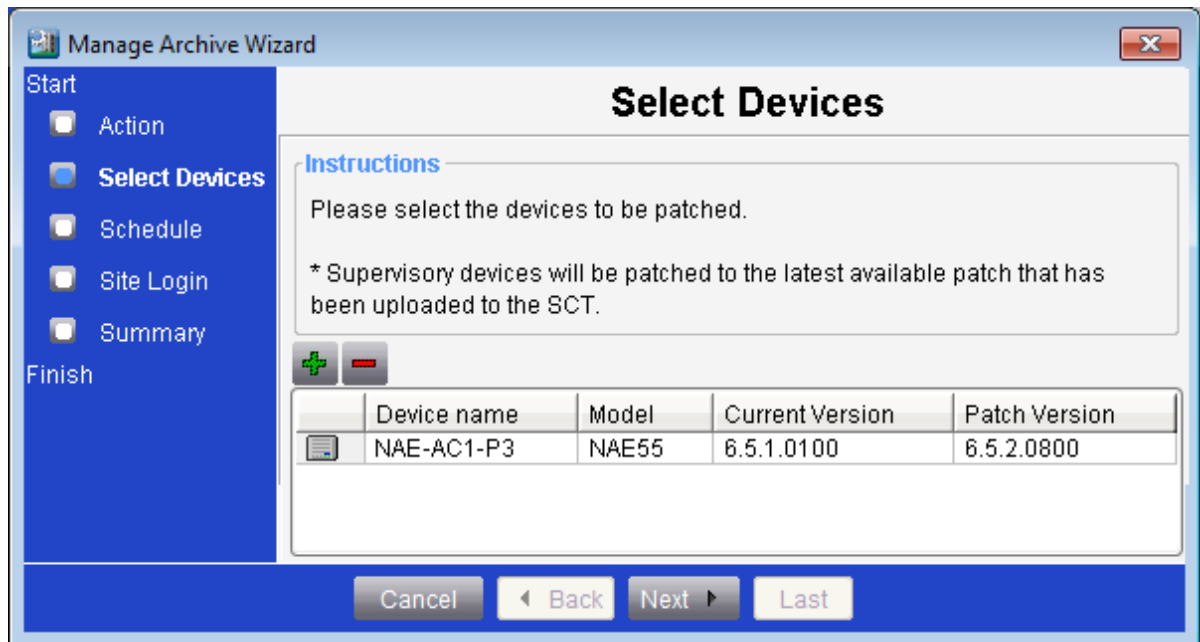 Manage Archive Wizard
Start
Action
Select Devices
Schedule
Site Login
Summary
Finish
Select Devices
Instructions
Please select the devices to be patched.
* Supervisory devices will be patched to the latest available patch that has
been uploaded to the SCT.
Device name Model Current Version Patch Version
NAE-AC1-P3 NAE55 6.5.1.0100 6.5.2.0800
Cancel Back Next Last